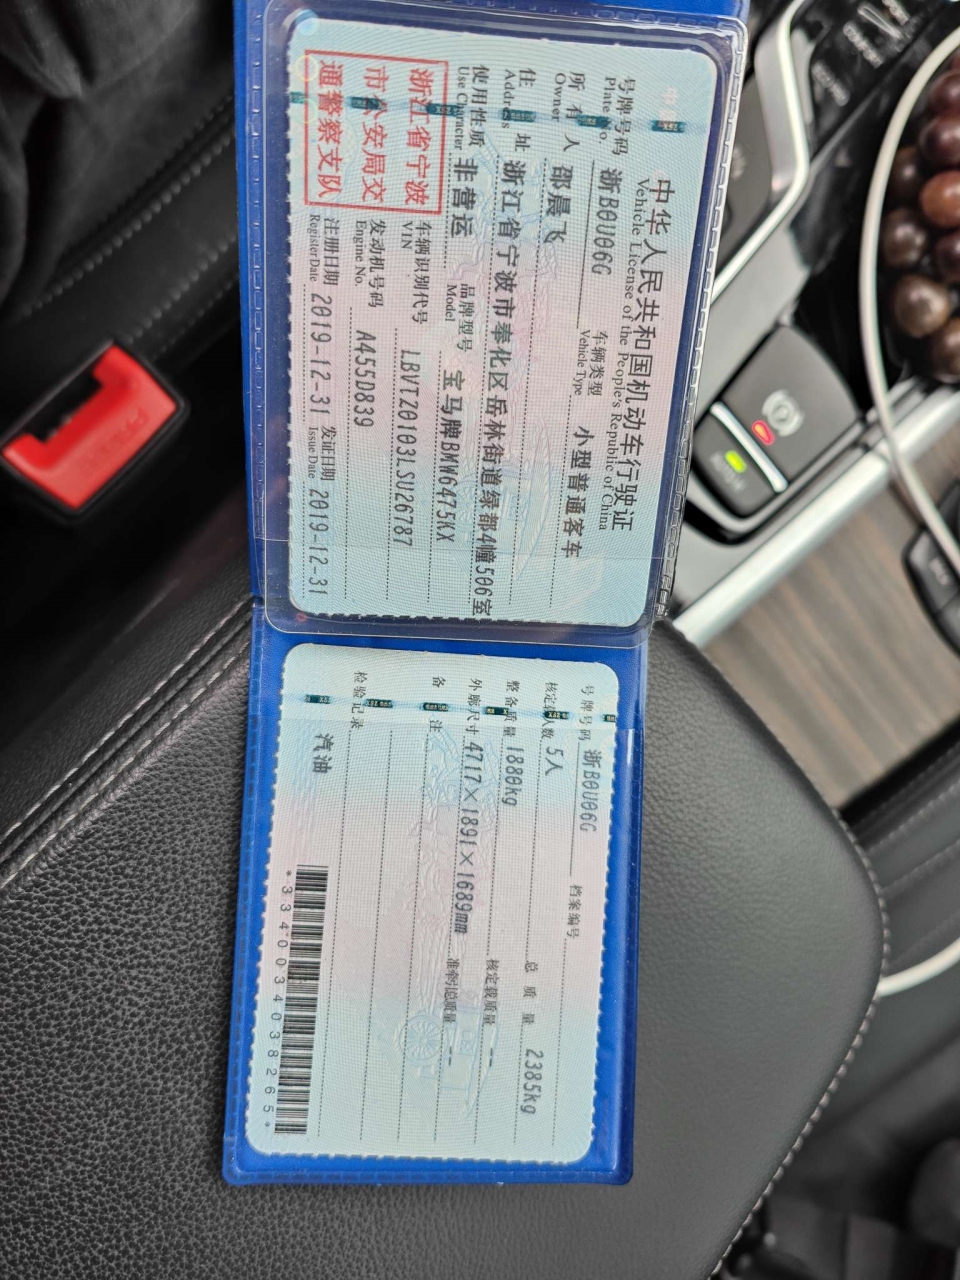 中华人民共和国机动车行驶证
Vehicle License of the People's Republic of China
号牌号码 浙B0U06G 车辆类型 小型普通客车
Plate No. Vehicle Type
所有人 邵晨飞
Owner
住址 浙江省宁波市奉化区岳林街道绿都4幢506室
Address
使用性质 非营运 品牌型号 宝马牌BMW6475KX
Use Character Model
浙江省宁波
市公安局交
通警察支队
车辆识别代号 LBVTZ0103LSU26787
VIN
发动机号码 A455D839
Engine No.
注册日期 2019-12-31 发证日期 2019-12-31
Register Date Issue Date
号牌号码 浙B0U06G 档案编号
核定载人数 5人 总质量 2385kg
整备质量 1880kg 核定载质量 --
外廓尺寸 4717×1891×1689mm 准牵引总质量 --
备注
检验记录
汽油
*3340034038265*